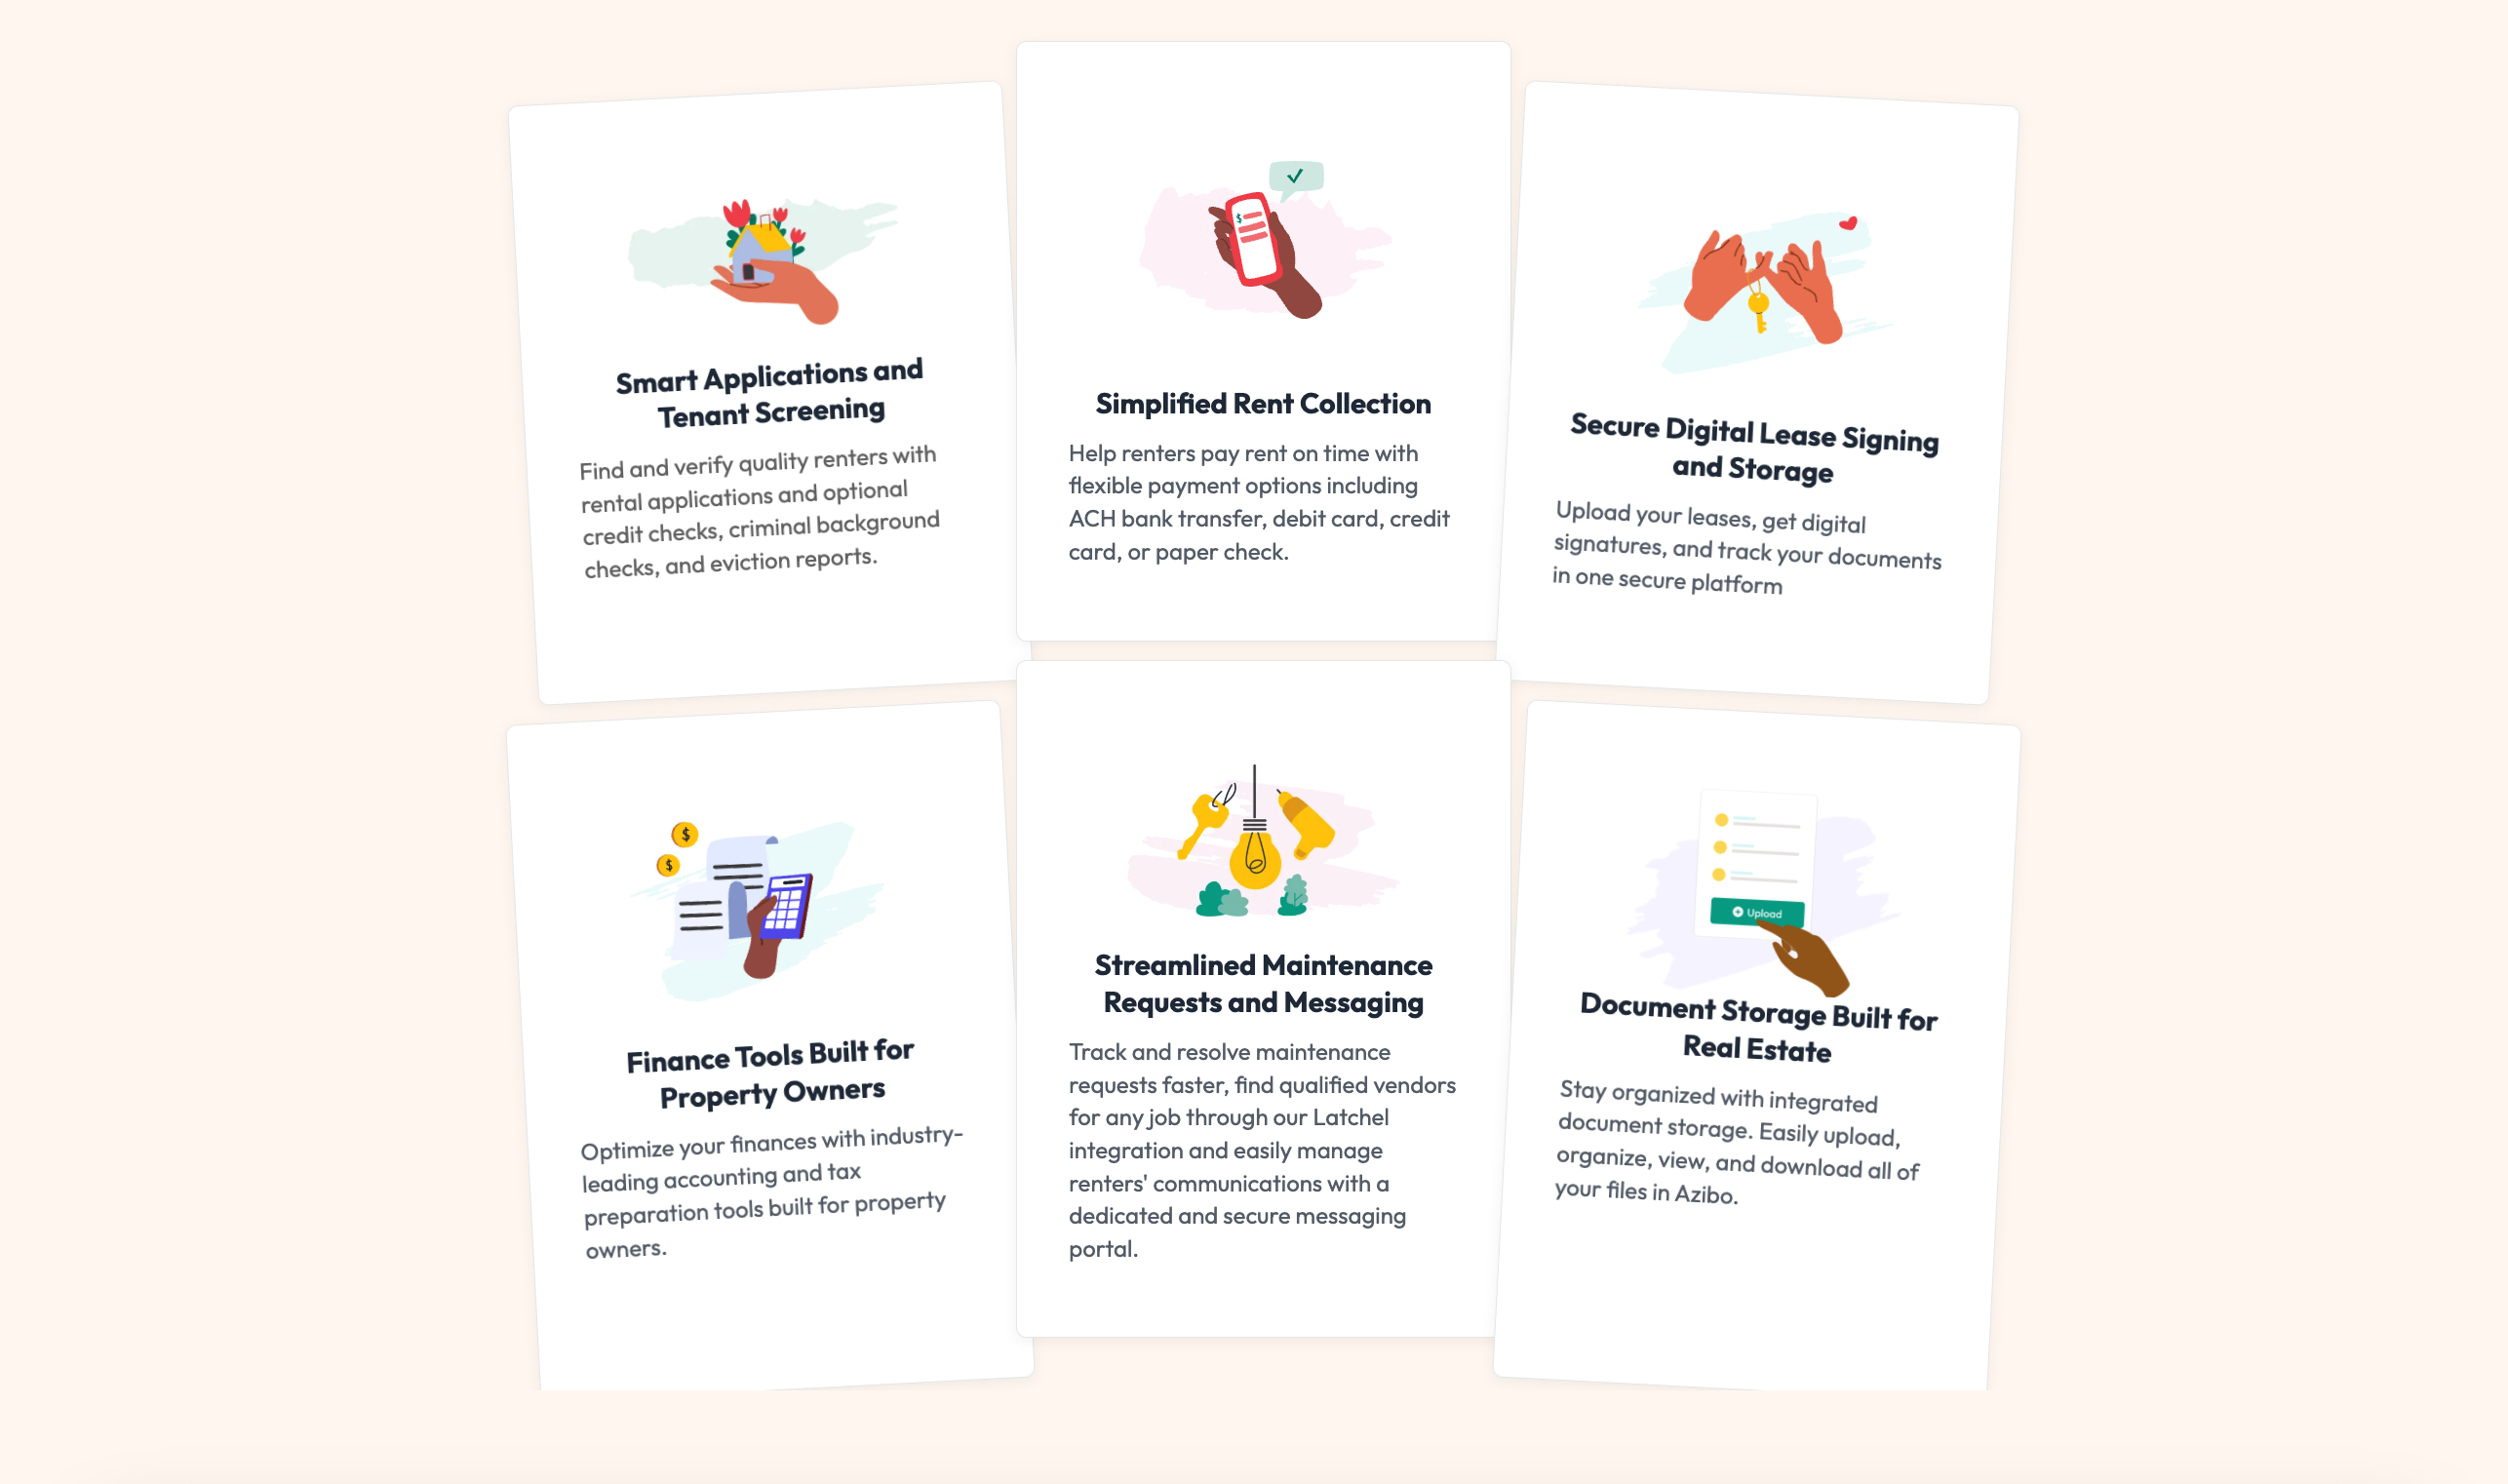 Smart Applications and
Tenant Screening
Find and verify quality renters with
rental applications and optional
credit checks, criminal background
checks, and eviction reports.
$
Simplified Rent Collection
Help renters pay rent on time with
flexible payment options including
ACH bank transfer, debit card, credit
card, or paper check.
Secure Digital Lease Signing
and Storage
Upload your leases, get digital
signatures, and track your documents
in one secure platform
$
$
Finance Tools Built for
Property Owners
Optimize your finances with industry-
leading accounting and tax
preparation tools built for property
owners.
Streamlined Maintenance
Requests and Messaging
Track and resolve maintenance
requests faster, find qualified vendors
for any job through our Latchel
integration and easily manage
renters' communications with a
dedicated and secure messaging
portal.
Upload
Document Storage Built for
Real Estate
Stay organized with integrated
document storage. Easily upload,
organize, view, and download all of
your files in Azibo.